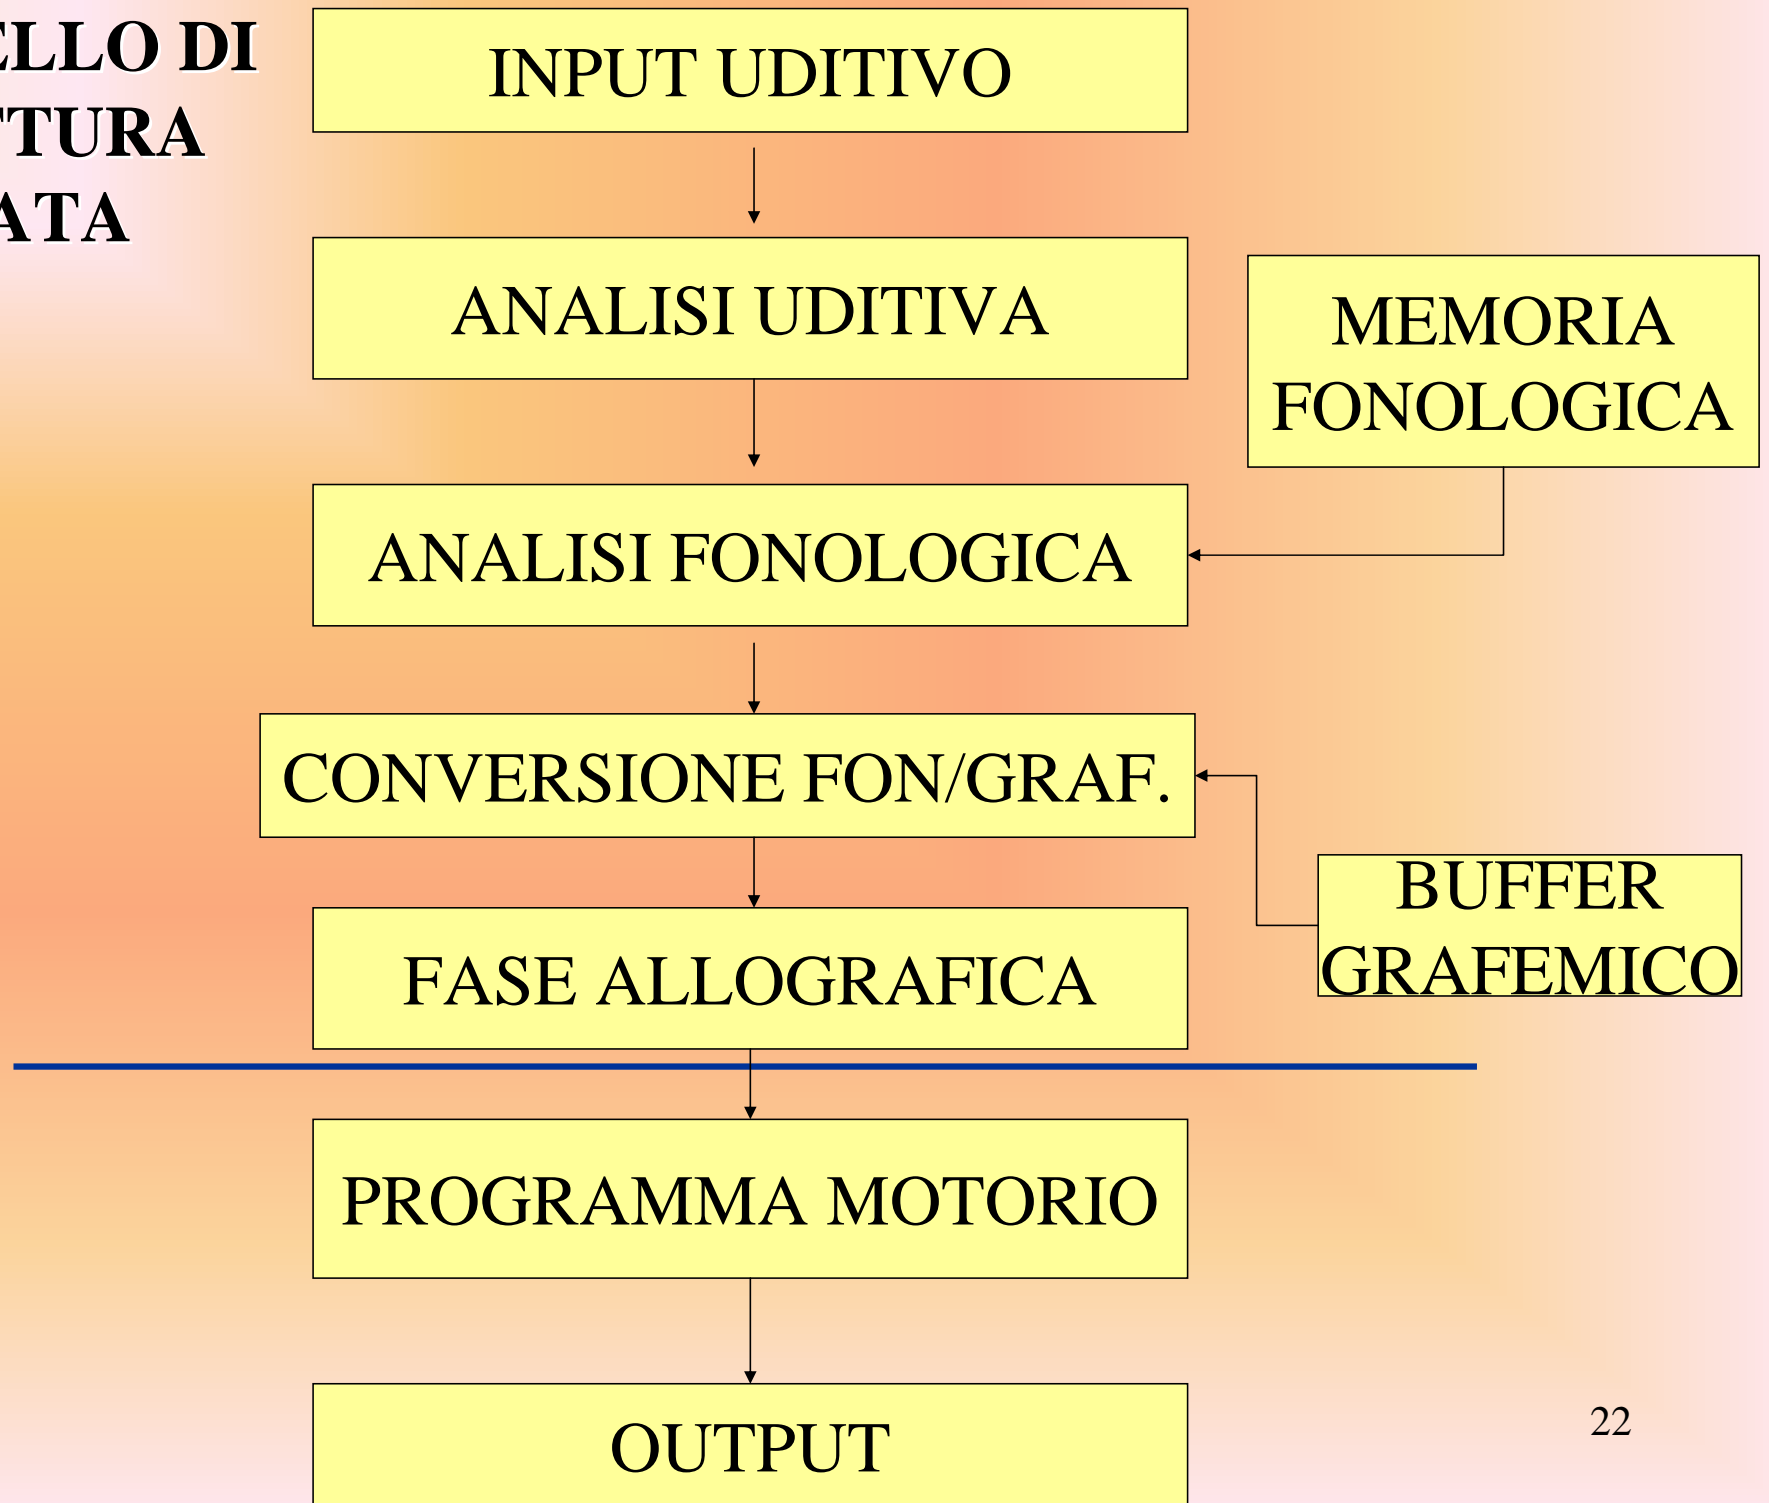 ELLO DI
TTURA
ATA
INPUT UDITIVO
ANALISI UDITIVA
MEMORIA
FONOLOGICA
ANALISI FONOLOGICA
CONVERSIONE FON/GRAF.
BUFFER
GRAFEMICO
FASE ALLOGRAFICA
PROGRAMMA MOTORIO
OUTPUT
22